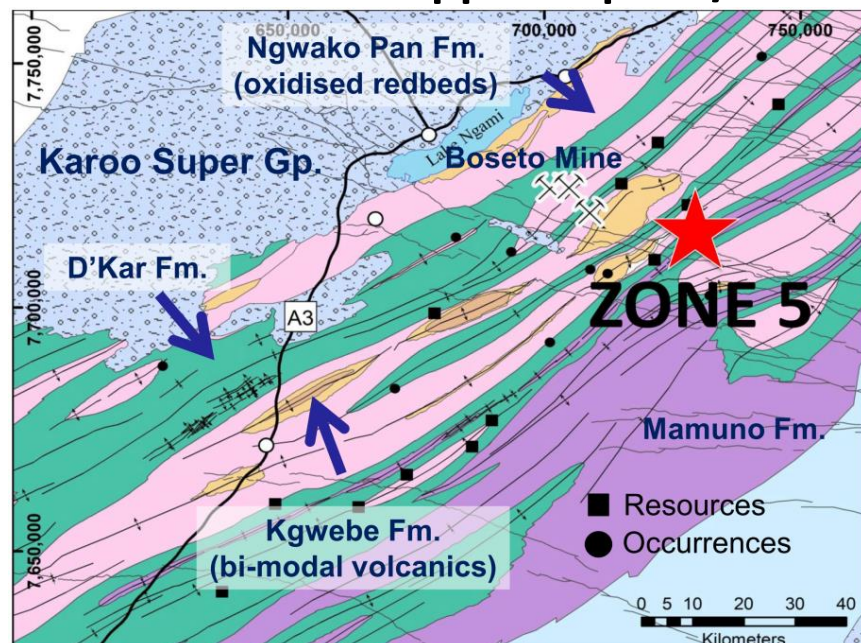 650,000
700,000
750,000
7,750,000
Ngwako Pan Fm.
(oxidised redbeds)
Lake Ngami
Karoo Super Gp.
Boseto Mine
D'Kar Fm.
7,700,000
A3
ZONE 5
Mamuno Fm.
Resources
Occurrences
Kgwebe Fm.
(bi-modal volcanics)
7,650,000
0 5 10 20 30 40
Kilometers